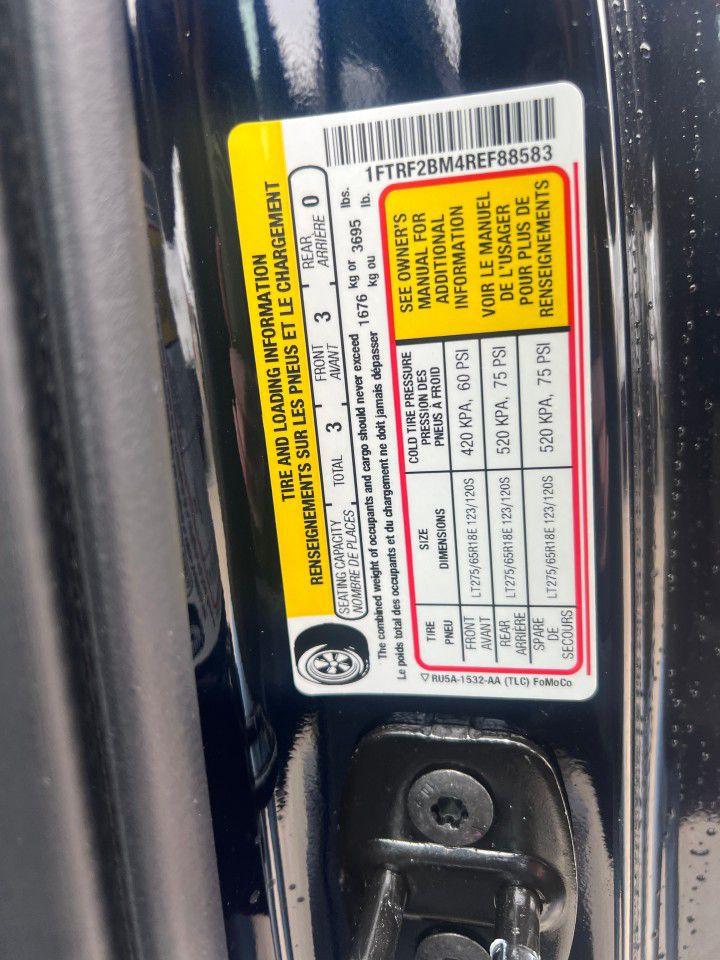 TIRE AND LOADING INFORMATION
RENSEIGNEMENTS SUR LES PNEUS ET LE CHARGEMENT
SEATING CAPACITY TOTAL 3 FRONT 3 REAR 0
NOMBRE DE PLACES AVANT ARRIÈRE
The combined weight of occupants and cargo should never exceed 1676 kg or 3695 lbs.
Le poids total des occupants et du chargement ne doit jamais dépasser kg ou lb.
TIRE SIZE COLD TIRE PRESSURE
PNEU DIMENSIONS PRESSION DES
PNEUS À FROID
FRONT LT275/65R18E 123/120S 420 KPA, 60 PSI
AVANT
REAR LT275/65R18E 123/120S 520 KPA, 75 PSI
ARRIÈRE
SPARE LT275/65R18E 123/120S 520 KPA, 75 PSI
DE
SECOURS
SEE OWNER'S
MANUAL FOR
ADDITIONAL
INFORMATION
VOIR LE MANUEL
DE L'USAGER
POUR PLUS DE
RENSEIGNEMENTS
RU5A-1532-AA (TLC) FoMoCo
1FTRF2BM4REF88583